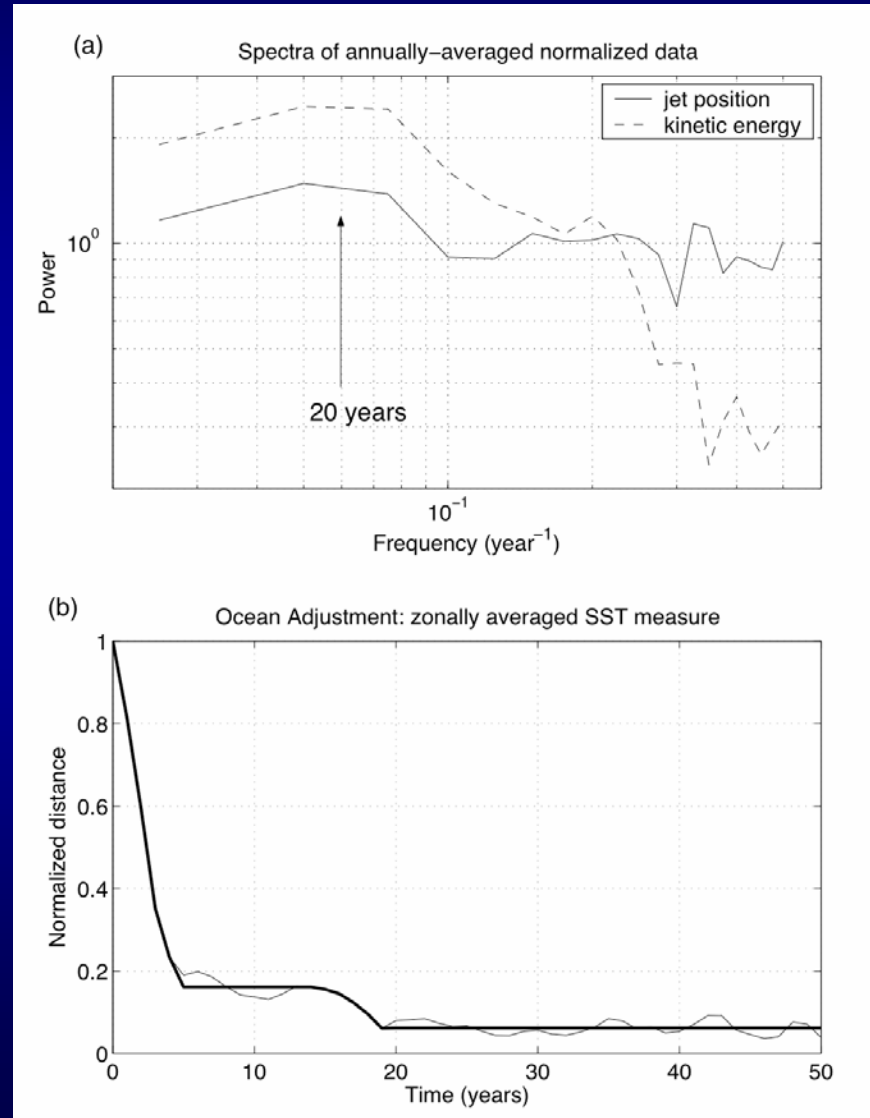 (a)
Spectra of annually–averaged normalized data
jet position
kinetic energy
Power
10⁰
20 years
10⁻¹
Frequency (year⁻¹)
(b)
Ocean Adjustment: zonally averaged SST measure
Normalized distance
1
0.8
0.6
0.4
0.2
0
0 10 20 30 40 50
Time (years)